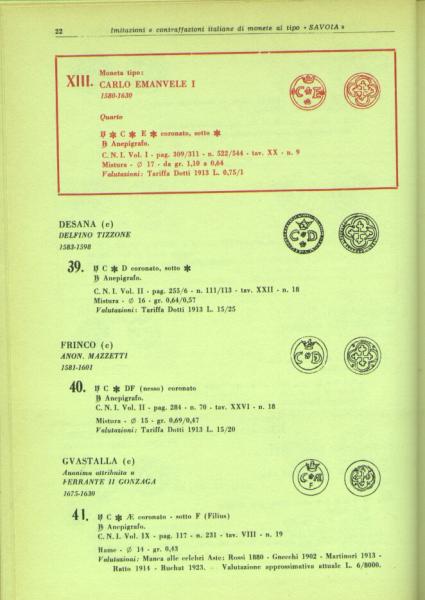 22
Imitazioni e contraffazioni italiane di monete al tipo « SAVOIA »
XIII.
Moneta tipo:
CARLO EMANVELE I
1580-1630
Quarto
C ✱ E ✱ coronato, sotto ✱
Anepigrafo.
C. N. I. Vol. I - pag. 309/311 - n. 522/544 - tav. XX - n. 9
Mistura - ∅ 17 - da gr. 1,10 a 0,64
Valutazioni: Tariffa Dotti 1913 L. 0,75/1
DESANA (c)
DELFINO TIZZONE
1583-1598
39.
C ✱ D coronato, sotto ✱
Anepigrafo.
C. N. I. Vol. II - pag. 255/6 - n. 111/113 - tav. XXII - n. 18
Mistura - ∅ 16 - gr. 0,64/0,57
Valutazioni: Tariffa Dotti 1913 L. 15/25
FRINCO (c)
ANON. MAZZETTI
1581-1601
40.
C ✱ DF (nesso) coronato
Anepigrafo.
C. N. I. Vol. II - pag. 284 - n. 70 - tav. XXVI - n. 18
Mistura - ∅ 15 - gr. 0,69/0,47
Valutazioni: Tariffa Dotti 1913 L. 15/20
GVASTALLA (c)
Anonima attribuita a
FERRANTE II GONZAGA
1675-1630
41.
C ✱ Æ coronato - sotto F (Filius)
Anepigrafo.
C. N. I. Vol. IX - pag. 117 - n. 231 - tav. VIII - n. 19
Rame - ∅ 14 - gr. 0,43
Valutazioni: Manca alle celebri Aste: Rossi 1880 - Gnecchi 1902 - Martinori 1913 -
Ratto 1914 - Ruchat 1923. - Valutazione approssimativa attuale L. 6/8000.